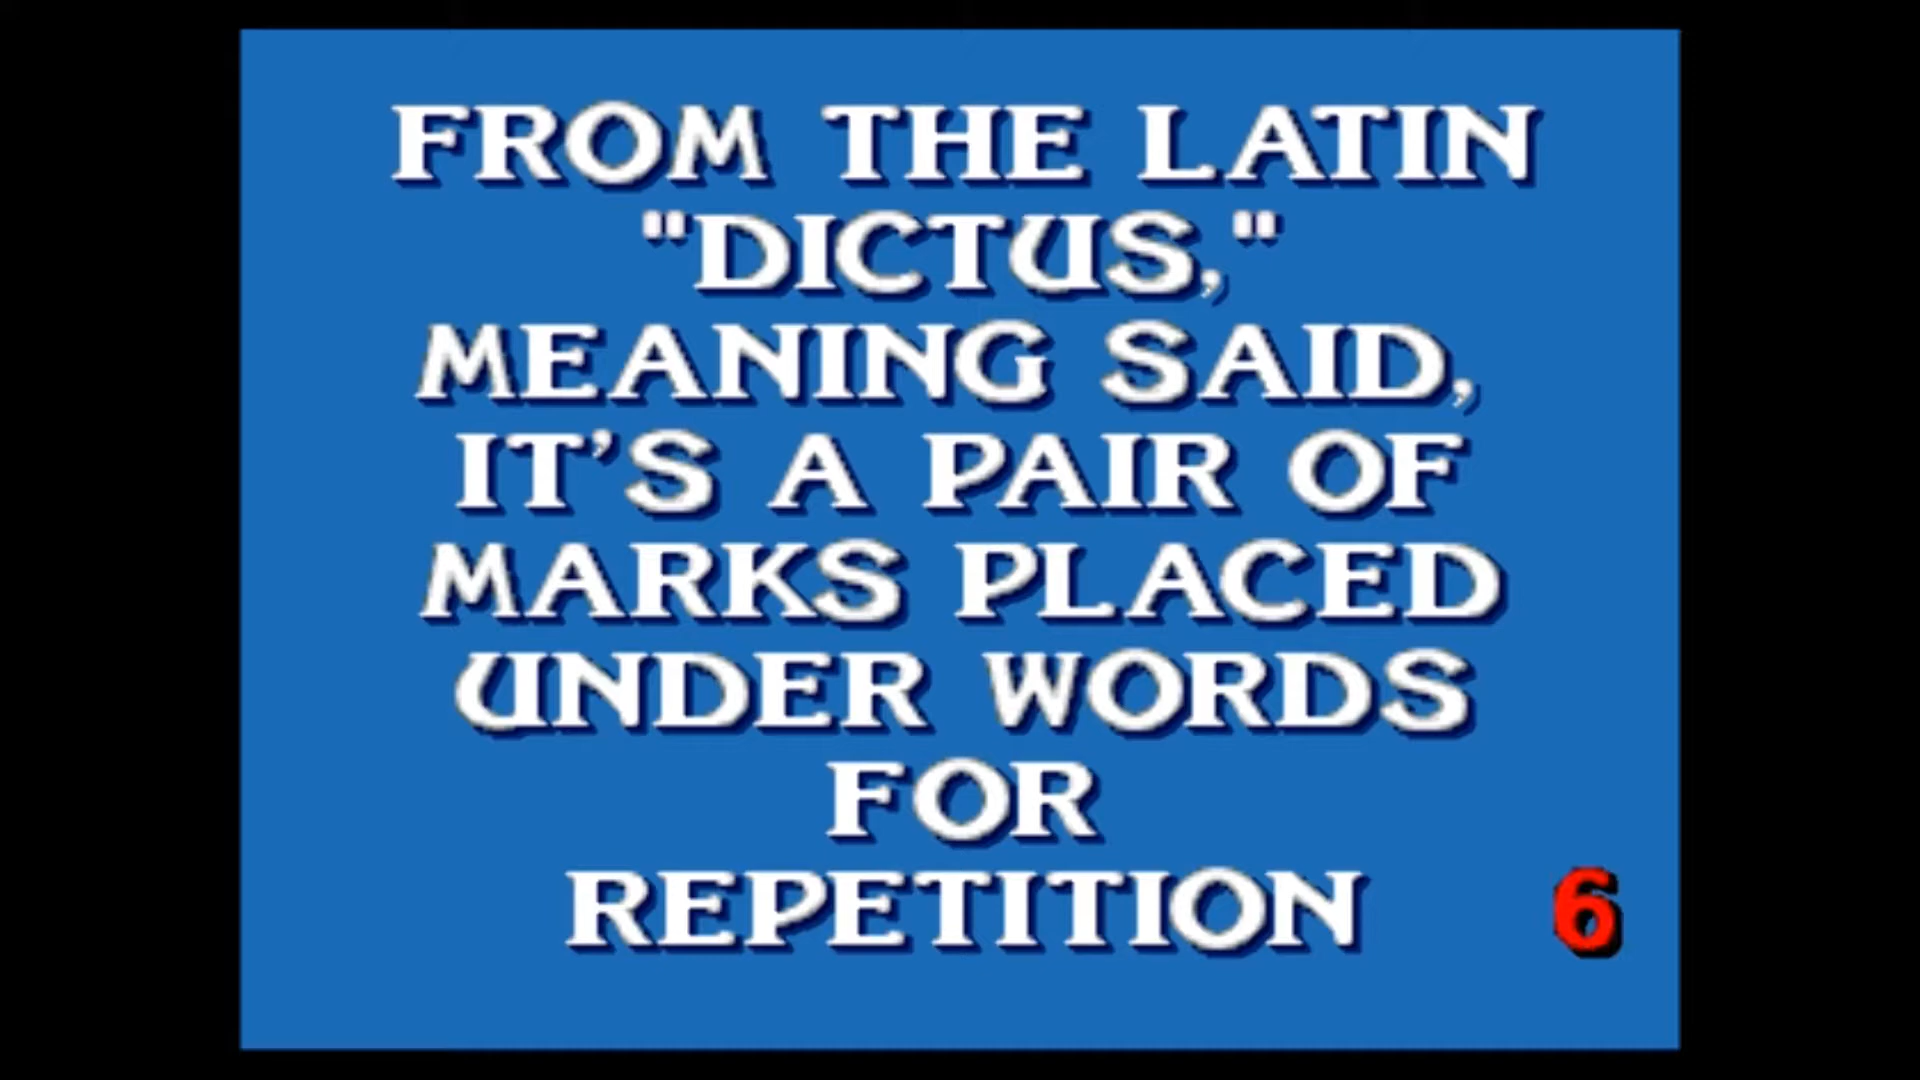 FROM THE LATIN
"DICTUS,"
MEANING SAID,
IT'S A PAIR OF
MARKS PLACED
UNDER WORDS
FOR
REPETITION
6